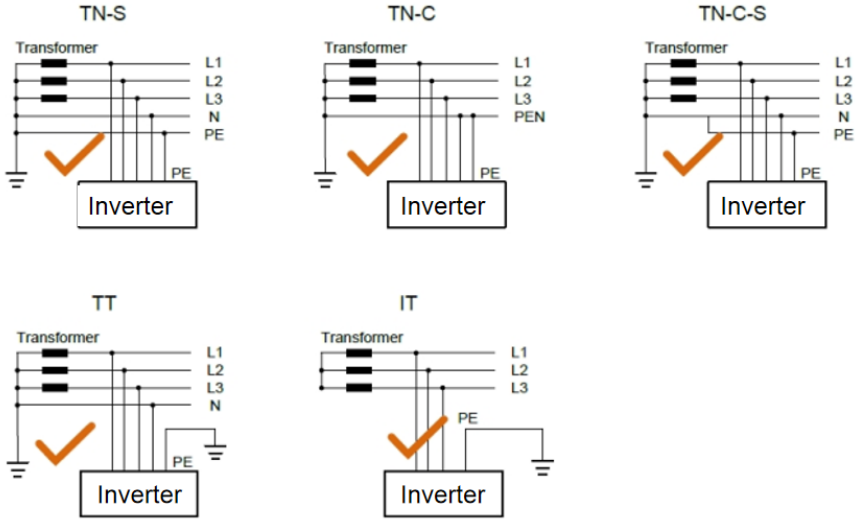 TN-S
TN-C
TN-C-S
Transformer
L1
L2
L3
N
PE
PE
Inverter
Transformer
L1
L2
L3
PEN
PE
Inverter
Transformer
L1
L2
L3
N
PE
PE
Inverter
TT
IT
Transformer
L1
L2
L3
N
PE
Inverter
Transformer
L1
L2
L3
PE
Inverter